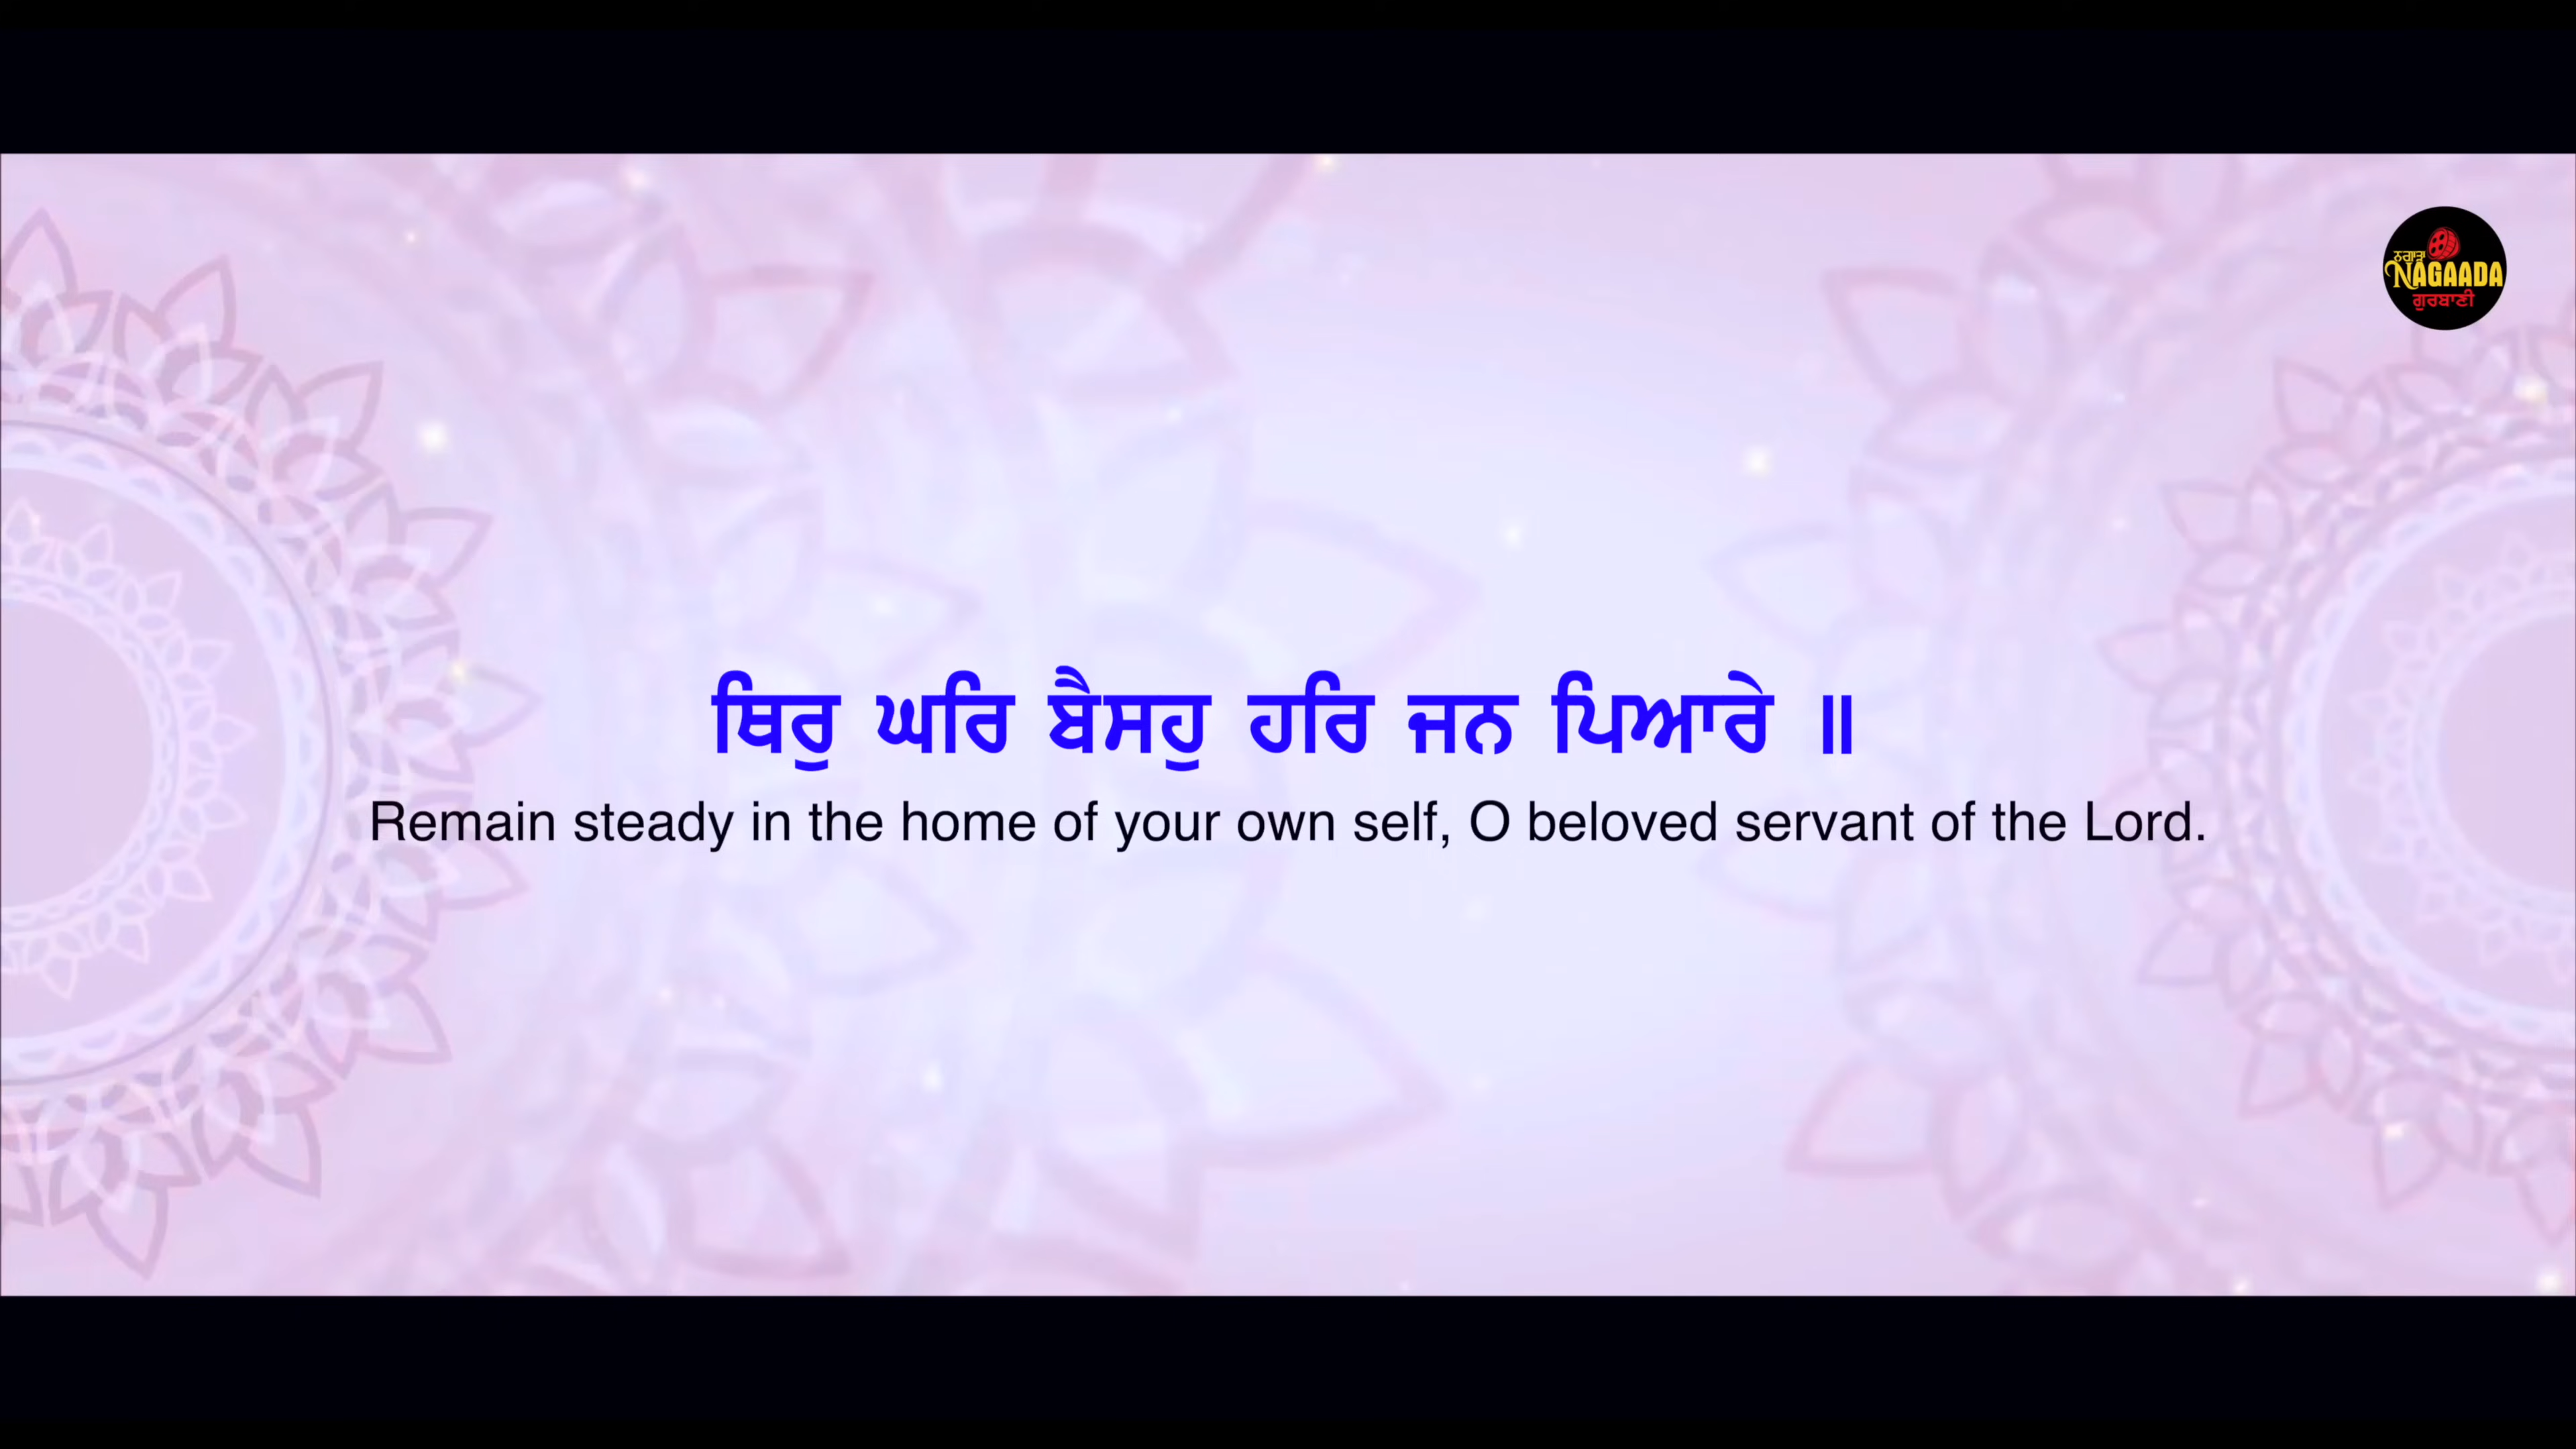 ਨਗਾੜਾ
NAGAADA
ਗੁਰਬਾਣੀ
ਥਿਰੁ ਘਰਿ ਬੈਸਹੁ ਹਰਿ ਜਨ ਪਿਆਰੇ ॥
Remain steady in the home of your own self, O beloved servant of the Lord.